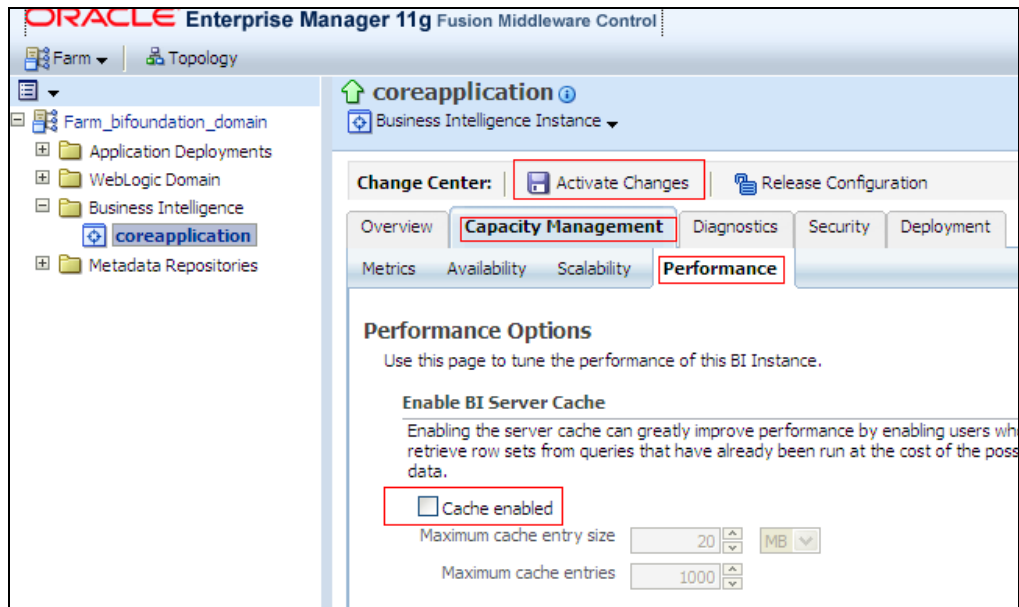 ORACLE Enterprise Manager 11g Fusion Middleware Control
Farm Topology
Farm_bifoundation_domain
Application Deployments
WebLogic Domain
Business Intelligence
coreapplication
Metadata Repositories
coreapplication
Business Intelligence Instance
Change Center: Activate Changes Release Configuration
Overview Capacity Management Diagnostics Security Deployment
Metrics Availability Scalability Performance
Performance Options
Use this page to tune the performance of this BI Instance.
Enable BI Server Cache
Enabling the server cache can greatly improve performance by enabling users
retrieve row sets from queries that have already been run at the cost of the
data.
Cache enabled
Maximum cache entry size 20 MB
Maximum cache entries 1000